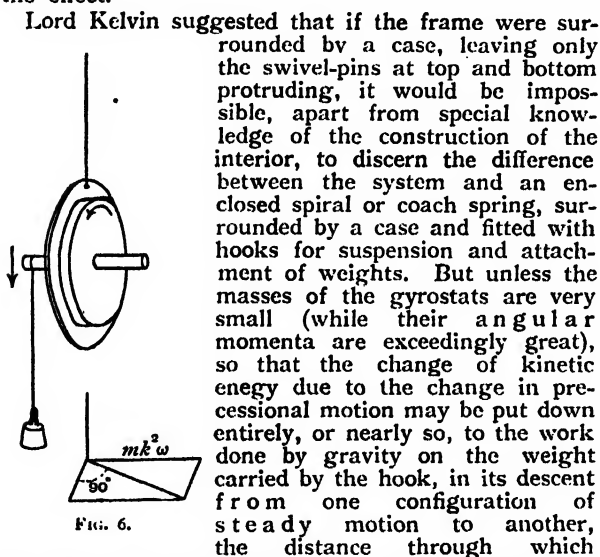 Lord Kelvin suggested that if the frame were sur-
rounded by a case, leaving only
the swivel-pins at top and bottom
protruding, it would be impos-
sible, apart from special know-
ledge of the construction of the
interior, to discern the difference
between the system and an en-
closed spiral or coach spring, sur-
rounded by a case and fitted with
hooks for suspension and attach-
ment of weights. But unless the
masses of the gyrostats are very
small (while their angular
momenta are exceedingly great),
so that the change of kinetic
enegy due to the change in pre-
cessional motion may be put down
entirely, or nearly so, to the work
done by gravity on the weight
carried by the hook, in its descent
from one configuration of
steady motion to another,
the distance through which
mk²ω
90°
FIG. 6.